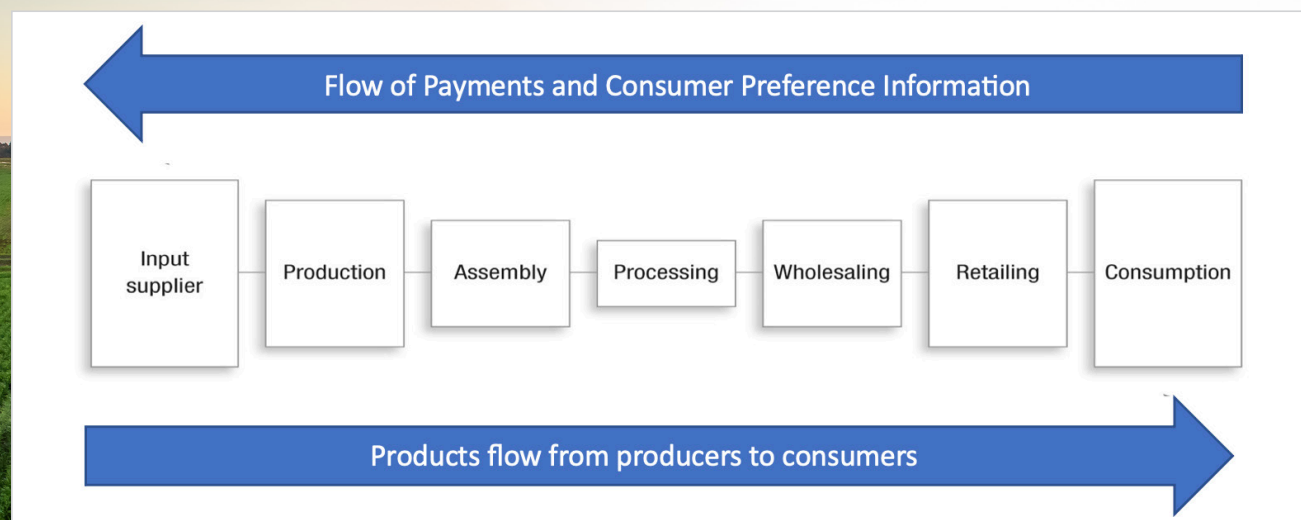 Flow of Payments and Consumer Preference Information
Input
supplier
Production
Assembly
Processing
Wholesaling
Retailing
Consumption
Products flow from producers to consumers